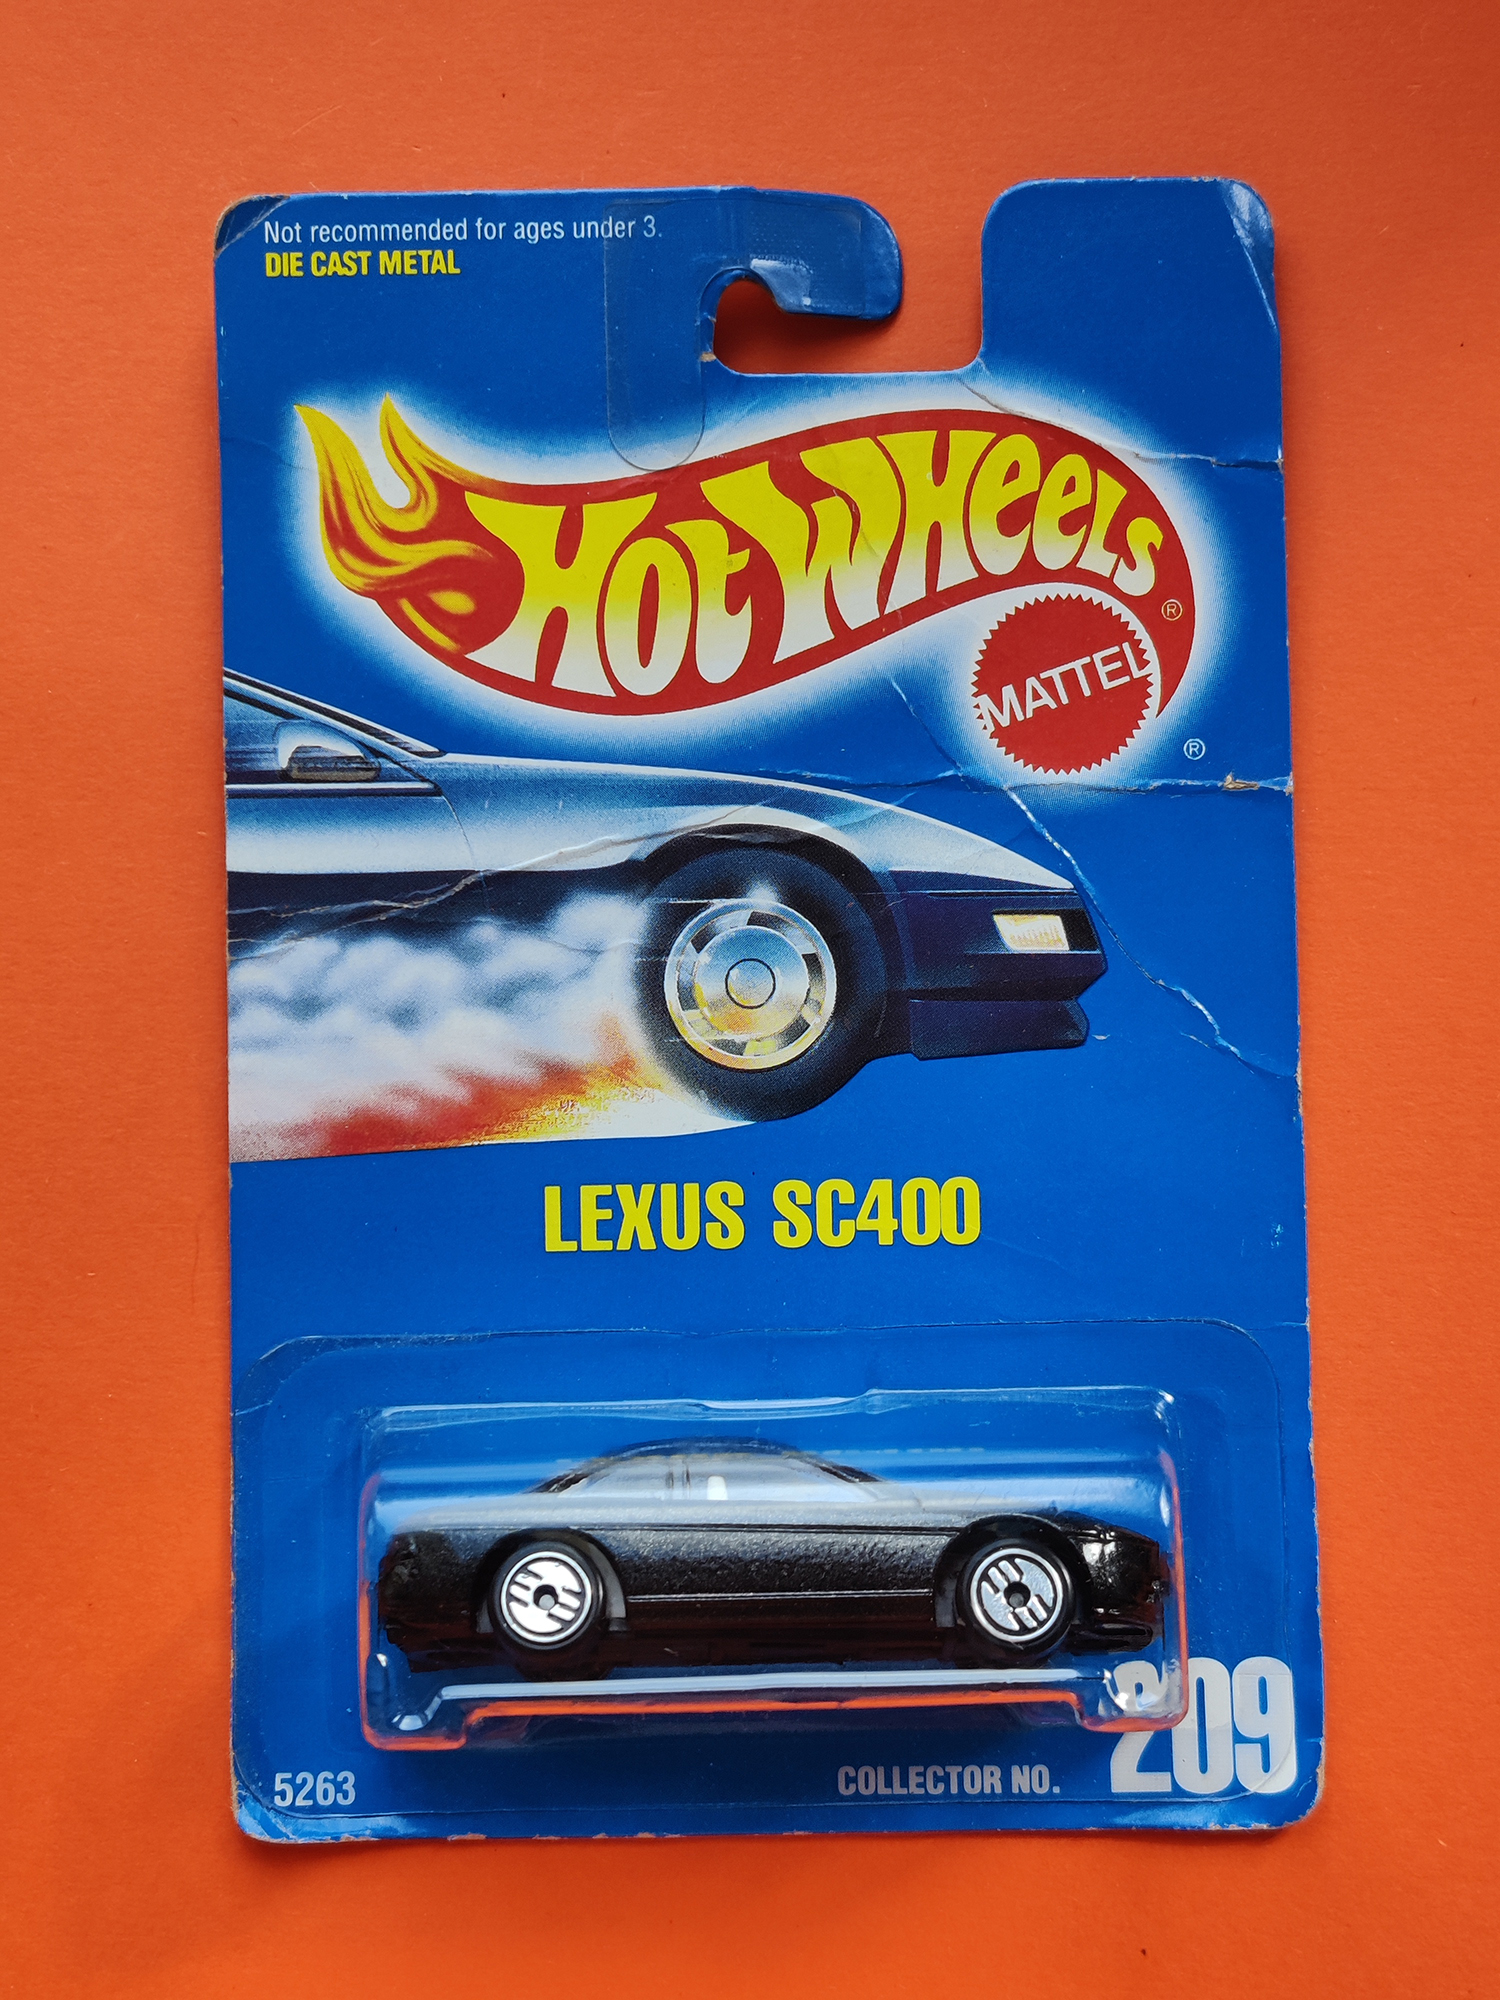 Not recommended for ages under 3.
DIE CAST METAL
HOT WHEELS ®
MATTEL
®
LEXUS SC400
5263
COLLECTOR NO. 209